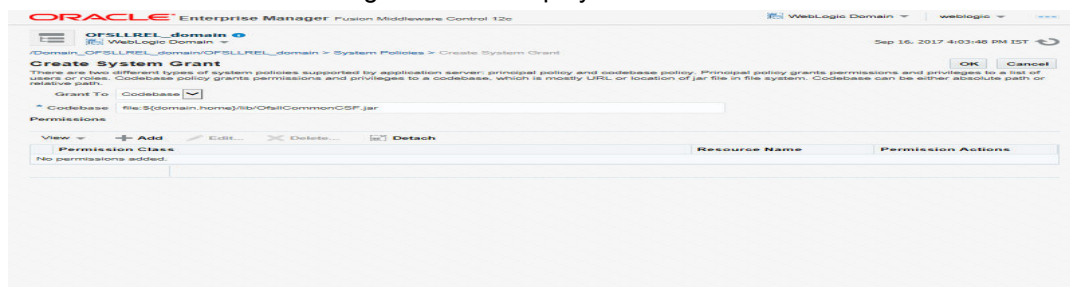 ORACLE Enterprise Manager Fusion Middleware Control 12c
WebLogic Domain weblogic
OFSLLREL_domain
WebLogic Domain
Sep 16, 2017 4:03:48 PM IST
/Domain_OFSLLREL_domain/OFSLLREL_domain > System Policies > Create System Grant
Create System Grant
OK Cancel
There are two different types of system policies supported by application server: principal policy and codebase policy. Principal policy grants permissions and privileges to a list of
users or roles. Codebase policy grants permissions and privileges to a codebase, which is mostly URL or location of jar file in file system. Codebase can be either absolute path or
relative path.
Grant To Codebase
* Codebase file:${domain.home}/lib/OfsllCommonCSF.jar
Permissions
View Add Edit... Delete... Detach
Permission Class Resource Name Permission Actions
No permissions added.